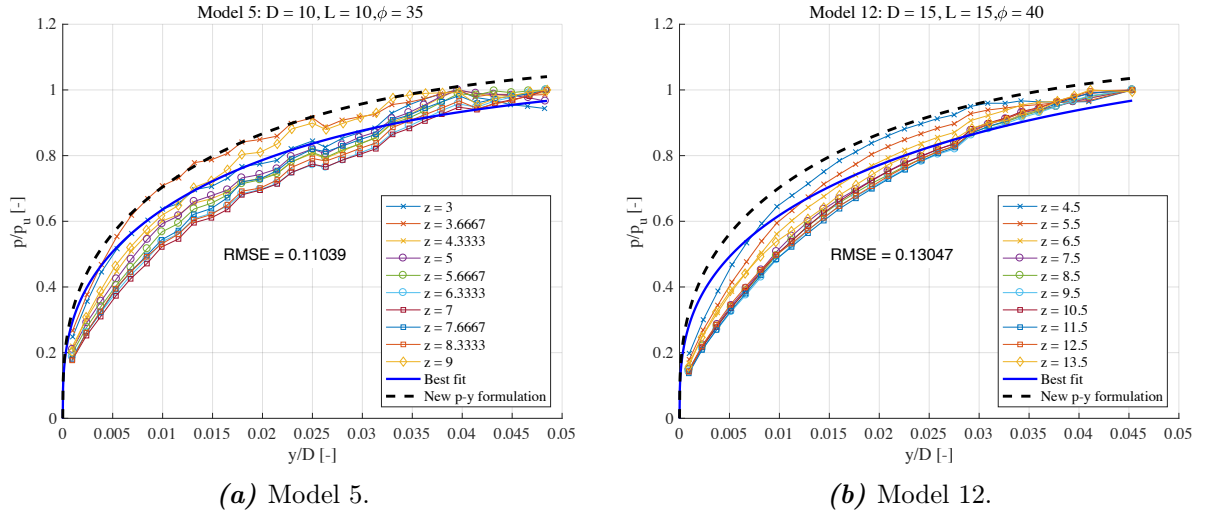 Model 5: D = 10, L = 10,ϕ = 35
p/p_u [-]
1.2
1
0.8
0.6
0.4
0.2
0
RMSE = 0.11039
z = 3
z = 3.6667
z = 4.3333
z = 5
z = 5.6667
z = 6.3333
z = 7
z = 7.6667
z = 8.3333
z = 9
Best fit
New p-y formulation
0 0.005 0.01 0.015 0.02 0.025 0.03 0.035 0.04 0.045 0.05
y/D [-]
(a) Model 5.
Model 12: D = 15, L = 15,ϕ = 40
p/p_u [-]
1.2
1
0.8
0.6
0.4
0.2
0
RMSE = 0.13047
z = 4.5
z = 5.5
z = 6.5
z = 7.5
z = 8.5
z = 9.5
z = 10.5
z = 11.5
z = 12.5
z = 13.5
Best fit
New p-y formulation
0 0.005 0.01 0.015 0.02 0.025 0.03 0.035 0.04 0.045 0.05
y/D [-]
(b) Model 12.